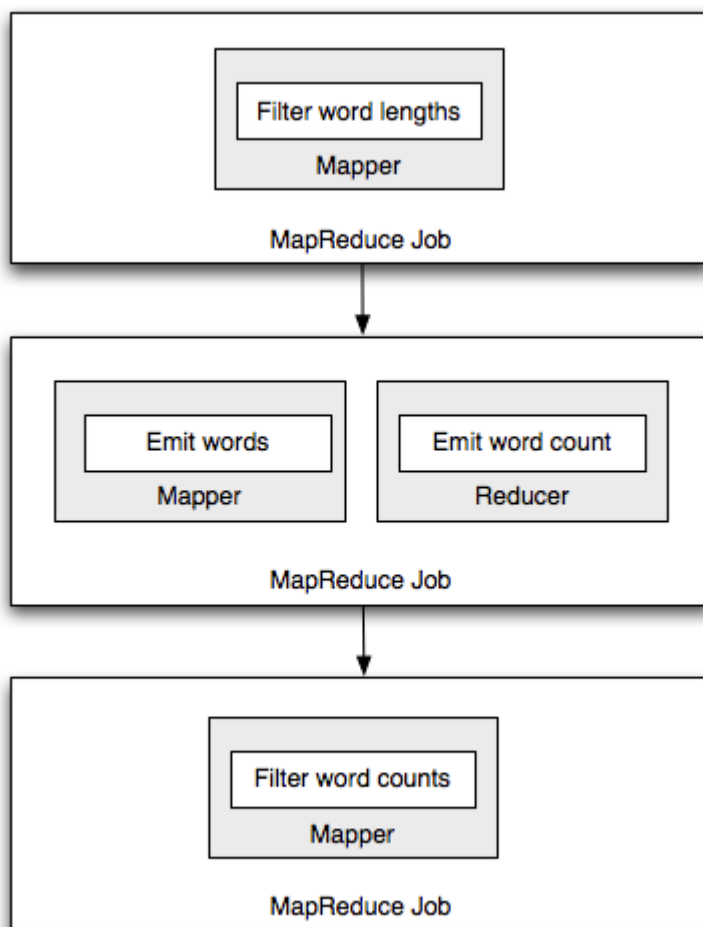 Filter word lengths
Mapper
MapReduce Job
Emit words
Mapper
Emit word count
Reducer
MapReduce Job
Filter word counts
Mapper
MapReduce Job